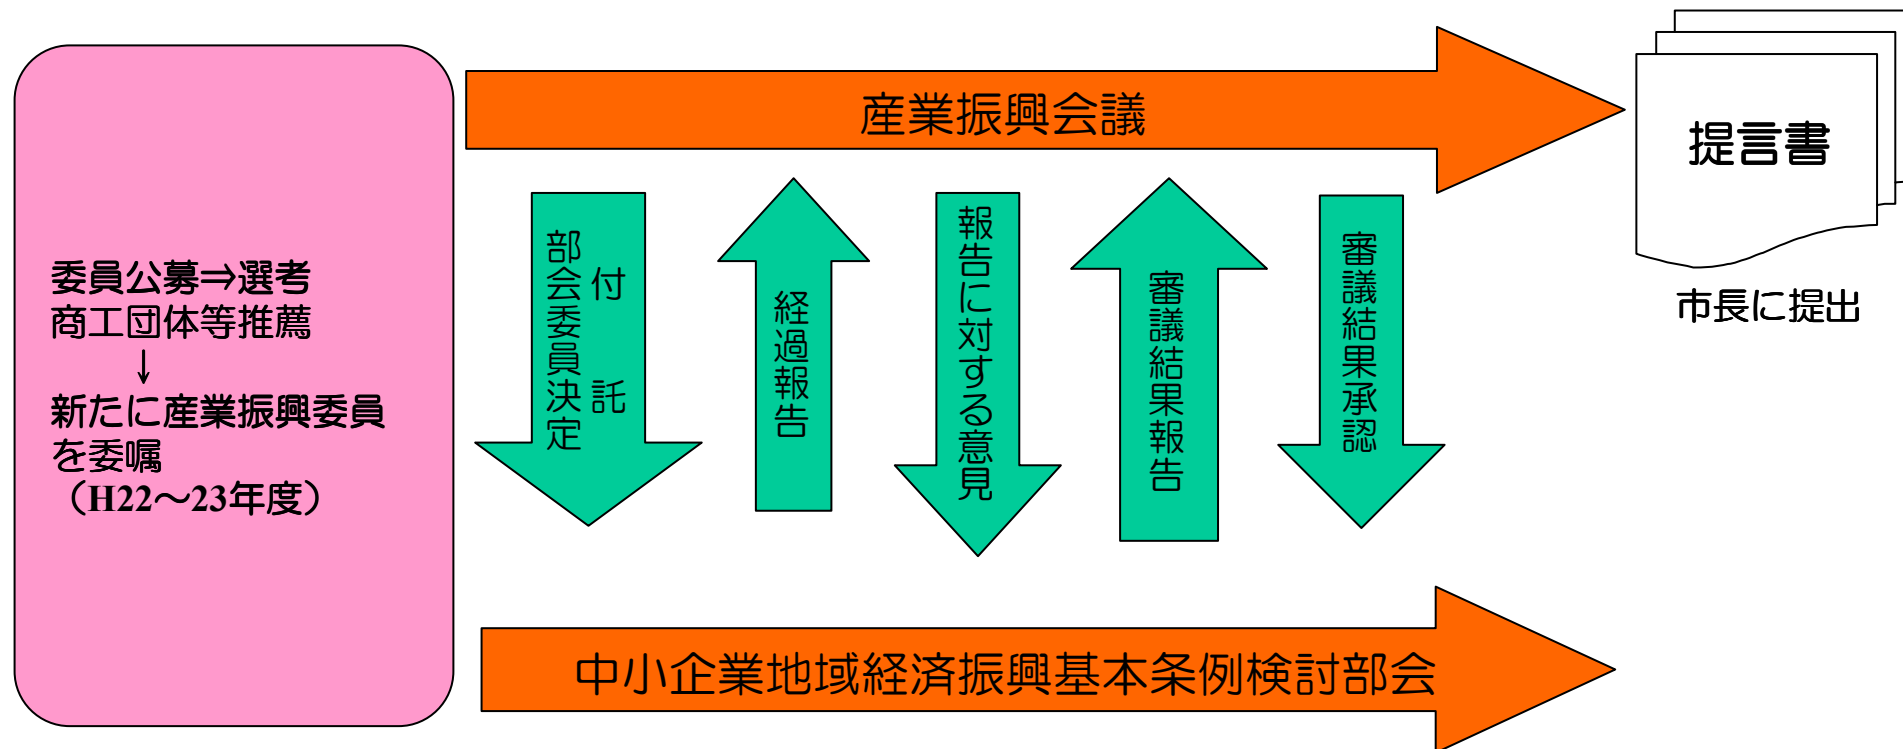 産業振興会議
提言書
市長に提出
委員公募⇒選考
商工団体等推薦
↓
新たに産業振興委員
を委嘱
（H22～23年度）
付託
部会委員決定
経過報告
報告に対する意見
審議結果報告
審議結果承認
中小企業地域経済振興基本条例検討部会